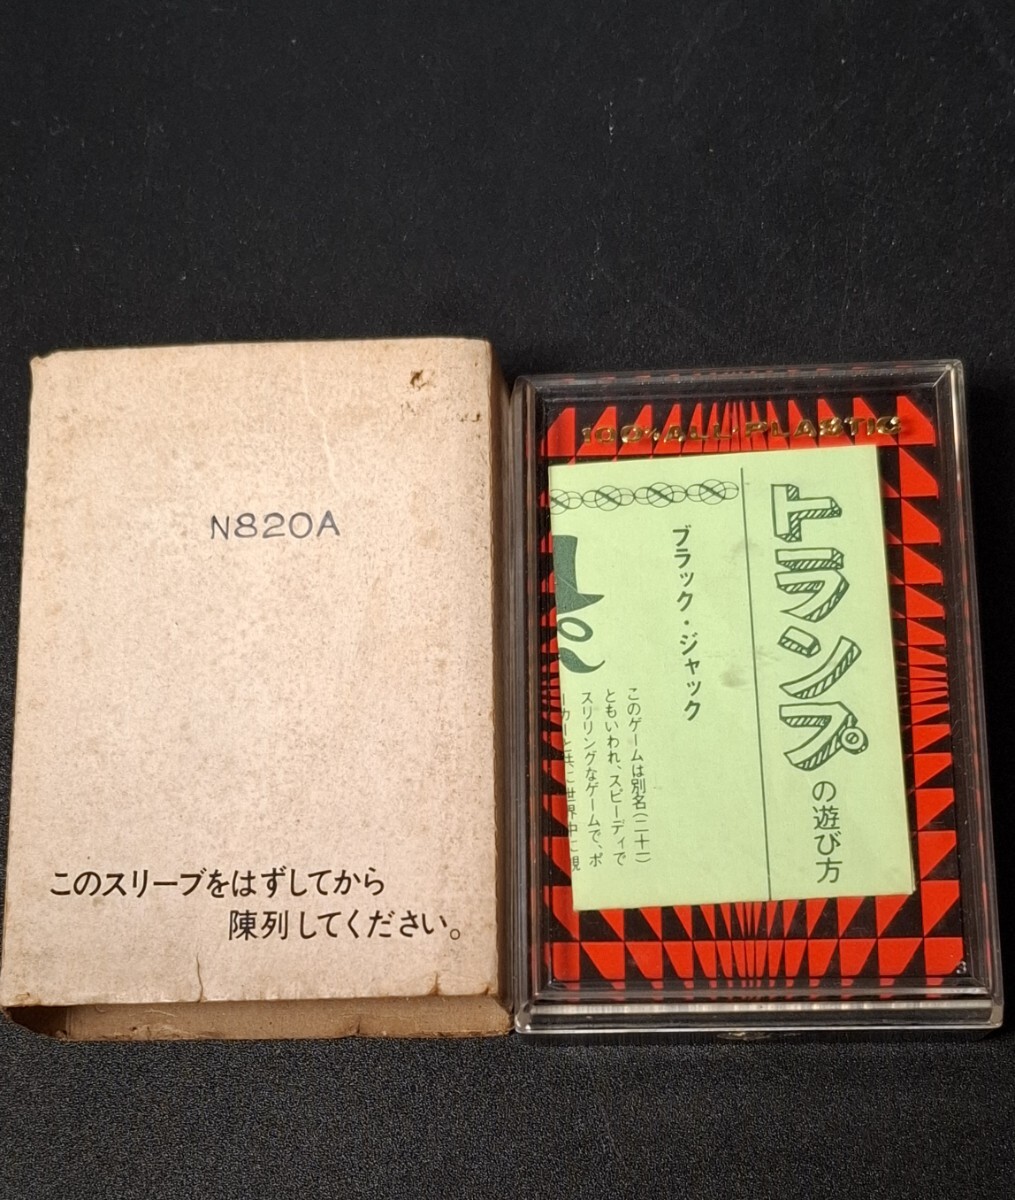 N820A
このスリーブをはずしてから
陳列してください。
100% ALL・PLASTIC
トランプの遊び方
ブラック・ジャック
このゲームは別名(二十一)
ともいわれ、スピーディで
スリリングなゲームで、ポ
ーカーと共に世界中に親